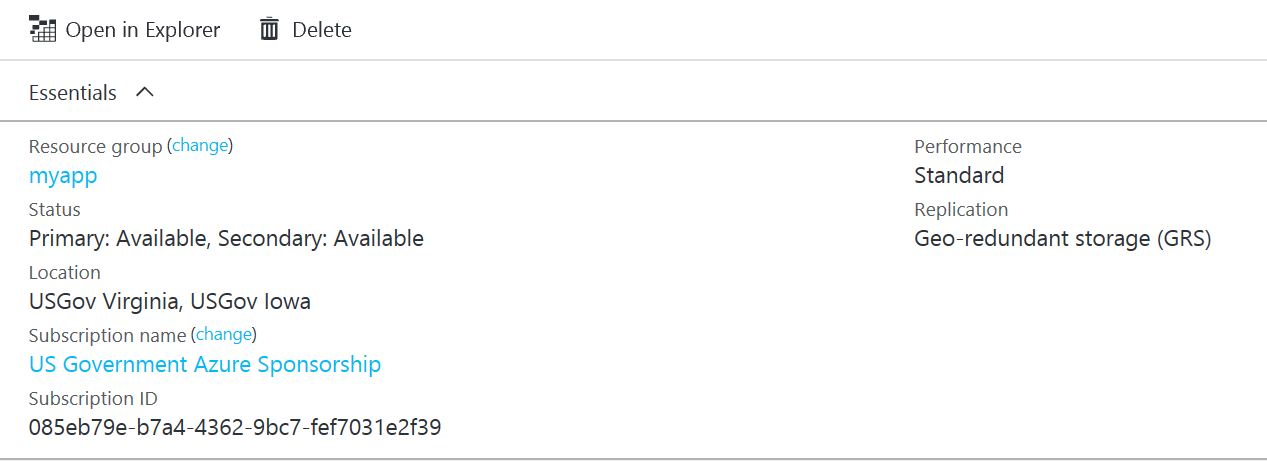 Open in Explorer Delete
Essentials
Resource group (change)
myapp
Status
Primary: Available, Secondary: Available
Location
USGov Virginia, USGov Iowa
Subscription name (change)
US Government Azure Sponsorship
Subscription ID
085eb79e-b7a4-4362-9bc7-fef7031e2f39
Performance
Standard
Replication
Geo-redundant storage (GRS)